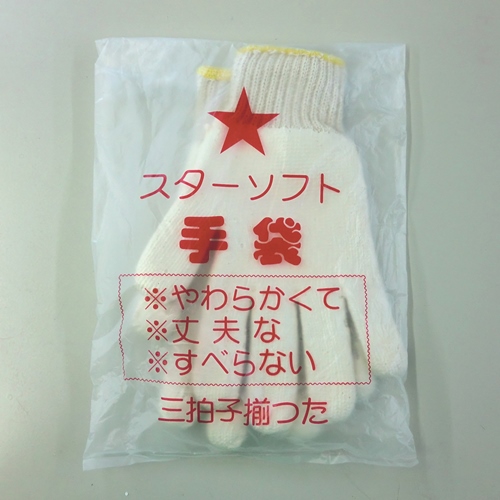 スターソフト
手袋
※やわらかくて
※丈夫な
※すべらない
三拍子揃つた